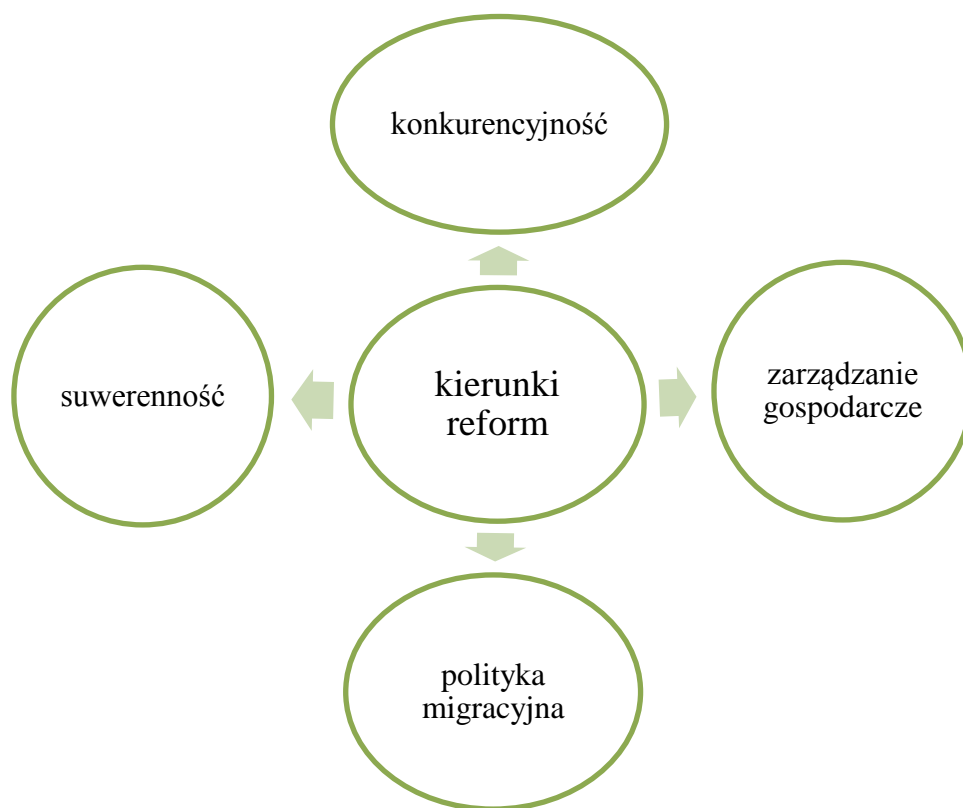 konkurencyjność
suwerenność
kierunki
reform
zarządzanie
gospodarcze
polityka
migracyjna